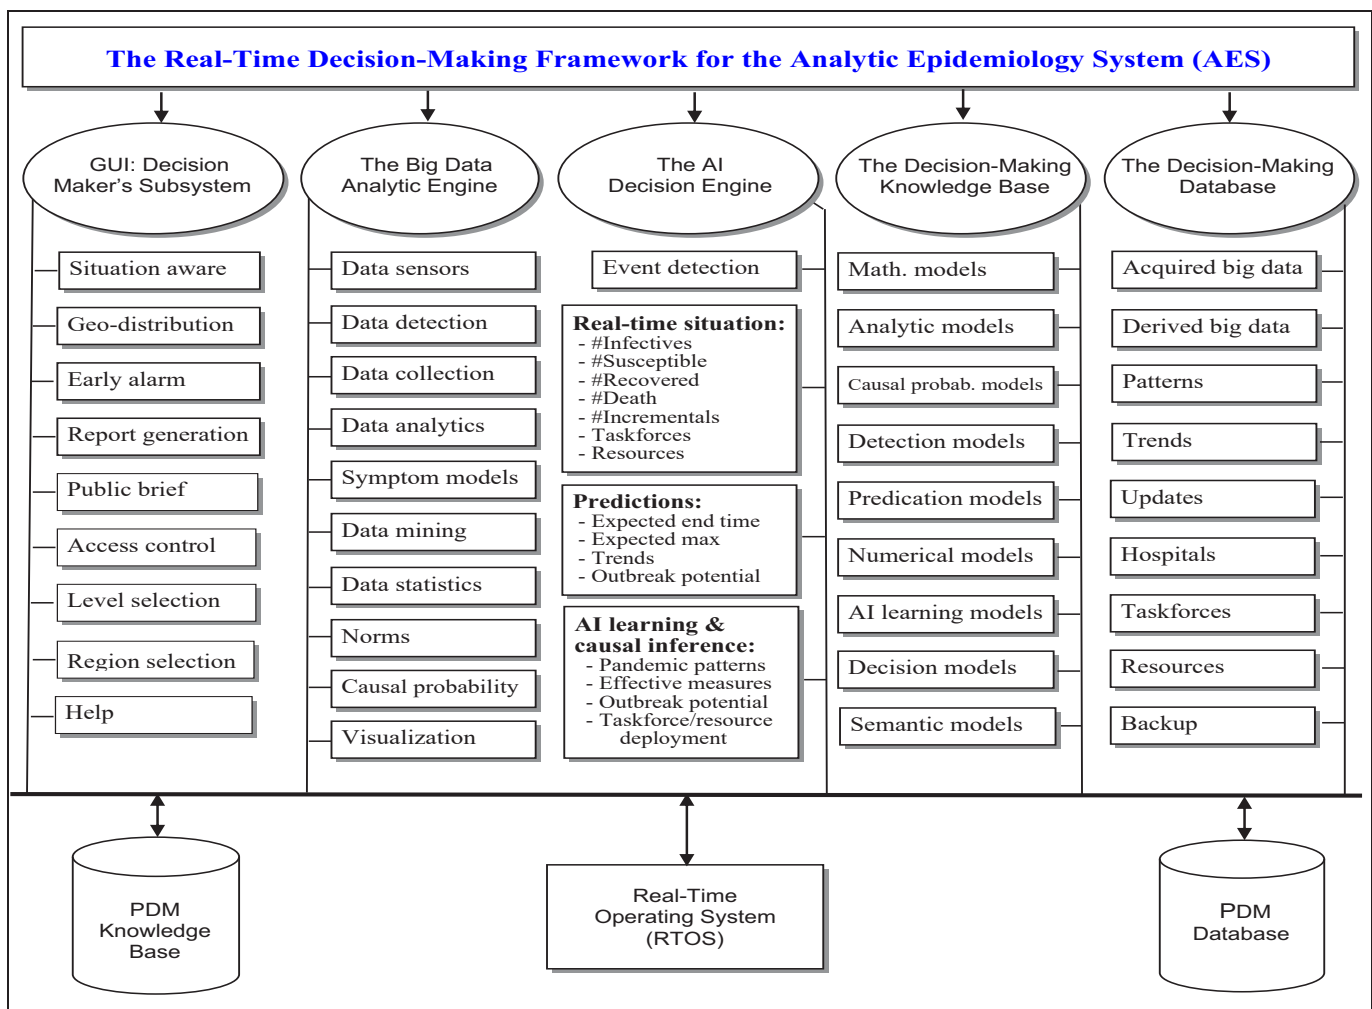 The Real-Time Decision-Making Framework for the Analytic Epidemiology System (AES)
GUI: Decision
Maker's Subsystem
Situation aware
Geo-distribution
Early alarm
Report generation
Public brief
Access control
Level selection
Region selection
Help
The Big Data
Analytic Engine
Data sensors
Data detection
Data collection
Data analytics
Symptom models
Data mining
Data statistics
Norms
Causal probability
Visualization
The AI
Decision Engine
Event detection
Real-time situation:
- #Infectives
- #Susceptible
- #Recovered
- #Death
- #Incrementals
- Taskforces
- Resources
Predictions:
- Expected end time
- Expected max
- Trends
- Outbreak potential
AI learning &
causal inference:
- Pandemic patterns
- Effective measures
- Outbreak potential
- Taskforce/resource
deployment
The Decision-Making
Knowledge Base
Math. models
Analytic models
Causal probab. models
Detection models
Predication models
Numerical models
AI learning models
Decision models
Semantic models
The Decision-Making
Database
Acquired big data
Derived big data
Patterns
Trends
Updates
Hospitals
Taskforces
Resources
Backup
PDM
Knowledge
Base
Real-Time
Operating System
(RTOS)
PDM
Database